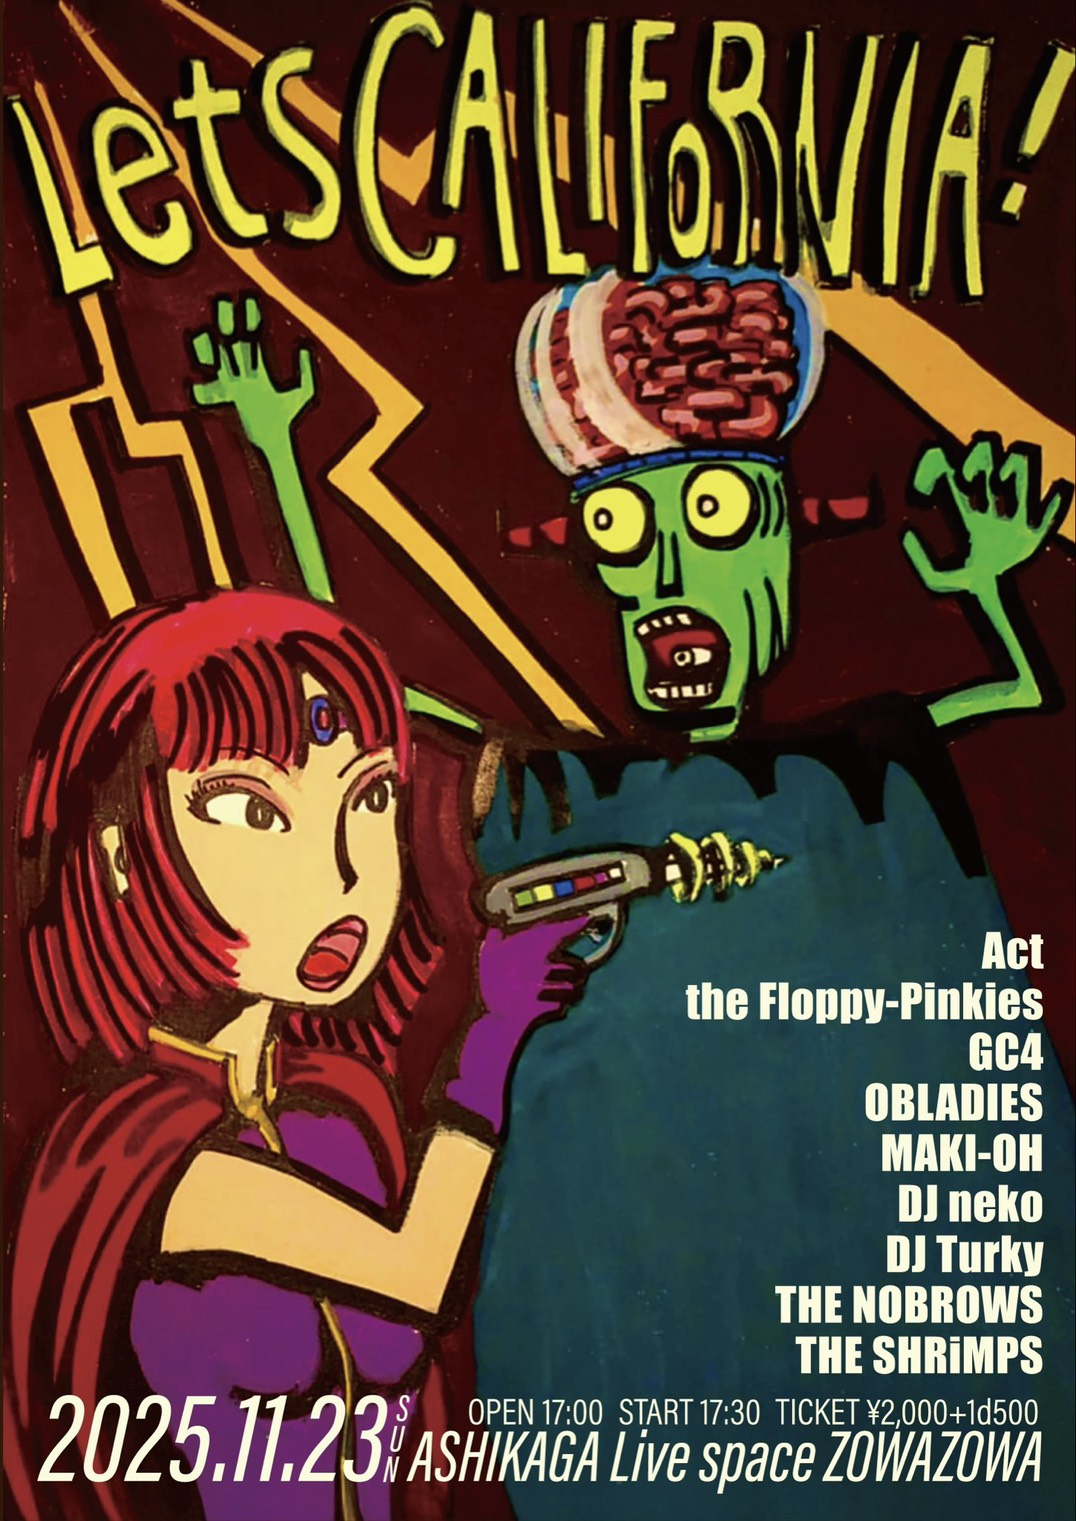 Lets CALIFoRNIA!
Act
the Floppy-Pinkies
GC4
OBLADIES
MAKI-OH
DJ neko
DJ Turky
THE NOBROWS
THE SHRiMPS
2025.11.23 SUN
OPEN 17:00 START 17:30 TICKET ¥2,000+1d500
ASHIKAGA Live space ZOWAZOWA